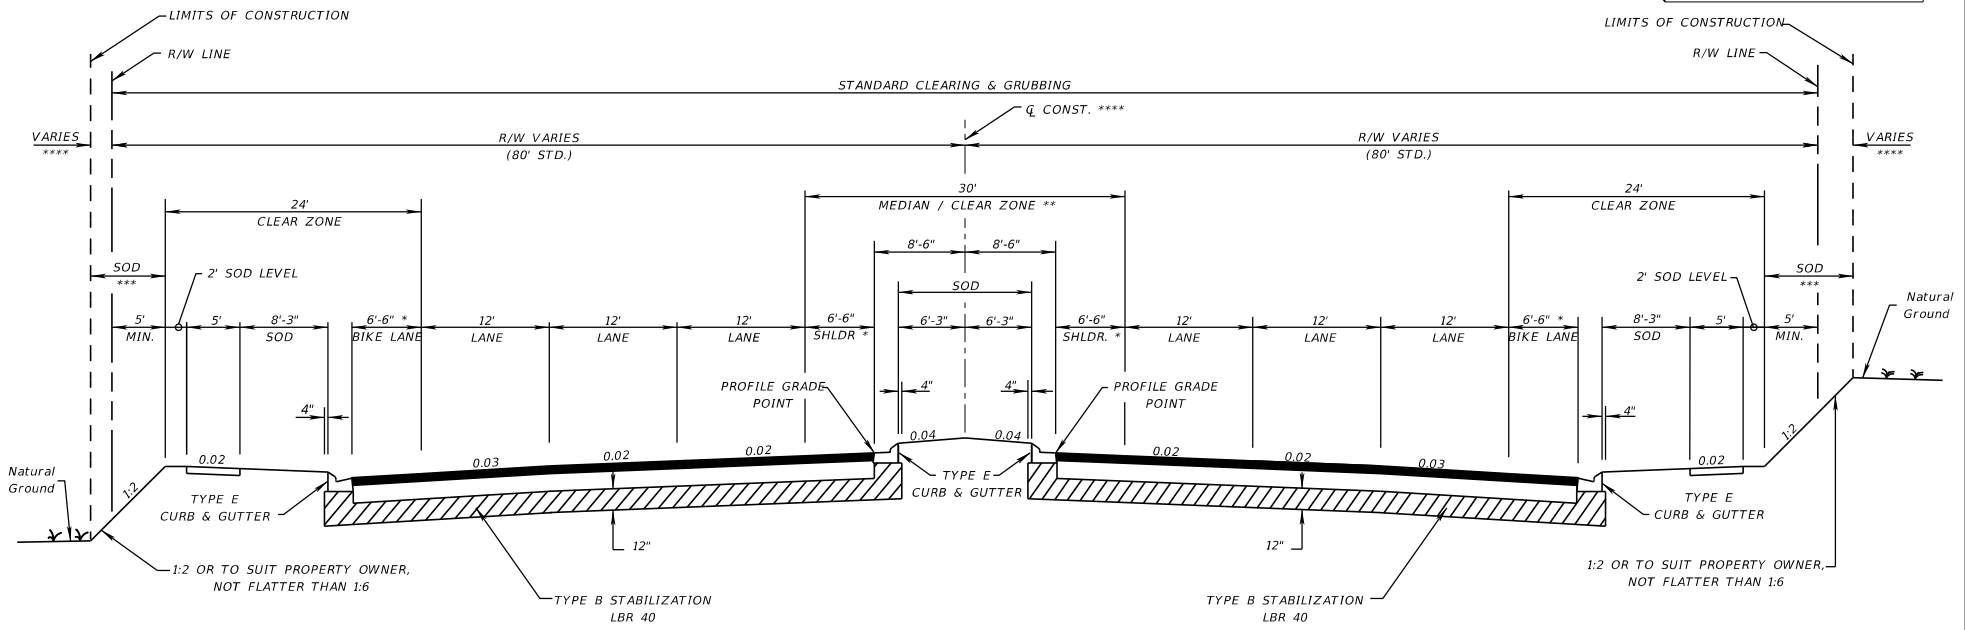 LIMITS OF CONSTRUCTION
LIMITS OF CONSTRUCTION
R/W LINE
R/W LINE
STANDARD CLEARING & GRUBBING
℄ CONST. ****
VARIES
****
R/W VARIES
(80' STD.)
R/W VARIES
(80' STD.)
VARIES
****
24'
CLEAR ZONE
30'
MEDIAN / CLEAR ZONE **
24'
CLEAR ZONE
8'-6"
8'-6"
SOD
***
2' SOD LEVEL
SOD
2' SOD LEVEL
SOD
***
Natural
Ground
5'
MIN.
5'
8'-3"
SOD
6'-6" *
BIKE LANE
12'
LANE
12'
LANE
12'
LANE
6'-6"
SHLDR *
6'-3"
6'-3"
6'-6"
SHLDR. *
12'
LANE
12'
LANE
12'
LANE
6'-6" *
BIKE LANE
8'-3"
SOD
5'
5'
MIN.
PROFILE GRADE
POINT
4"
4"
PROFILE GRADE
POINT
4"
4"
0.04
0.04
0.02
0.03
0.02
0.02
0.02
0.02
0.03
0.02
1:2
1:2
Natural
Ground
TYPE E
CURB & GUTTER
TYPE E
CURB & GUTTER
TYPE E
CURB & GUTTER
12"
12"
1:2 OR TO SUIT PROPERTY OWNER,
NOT FLATTER THAN 1:6
1:2 OR TO SUIT PROPERTY OWNER,
NOT FLATTER THAN 1:6
TYPE B STABILIZATION
LBR 40
TYPE B STABILIZATION
LBR 40